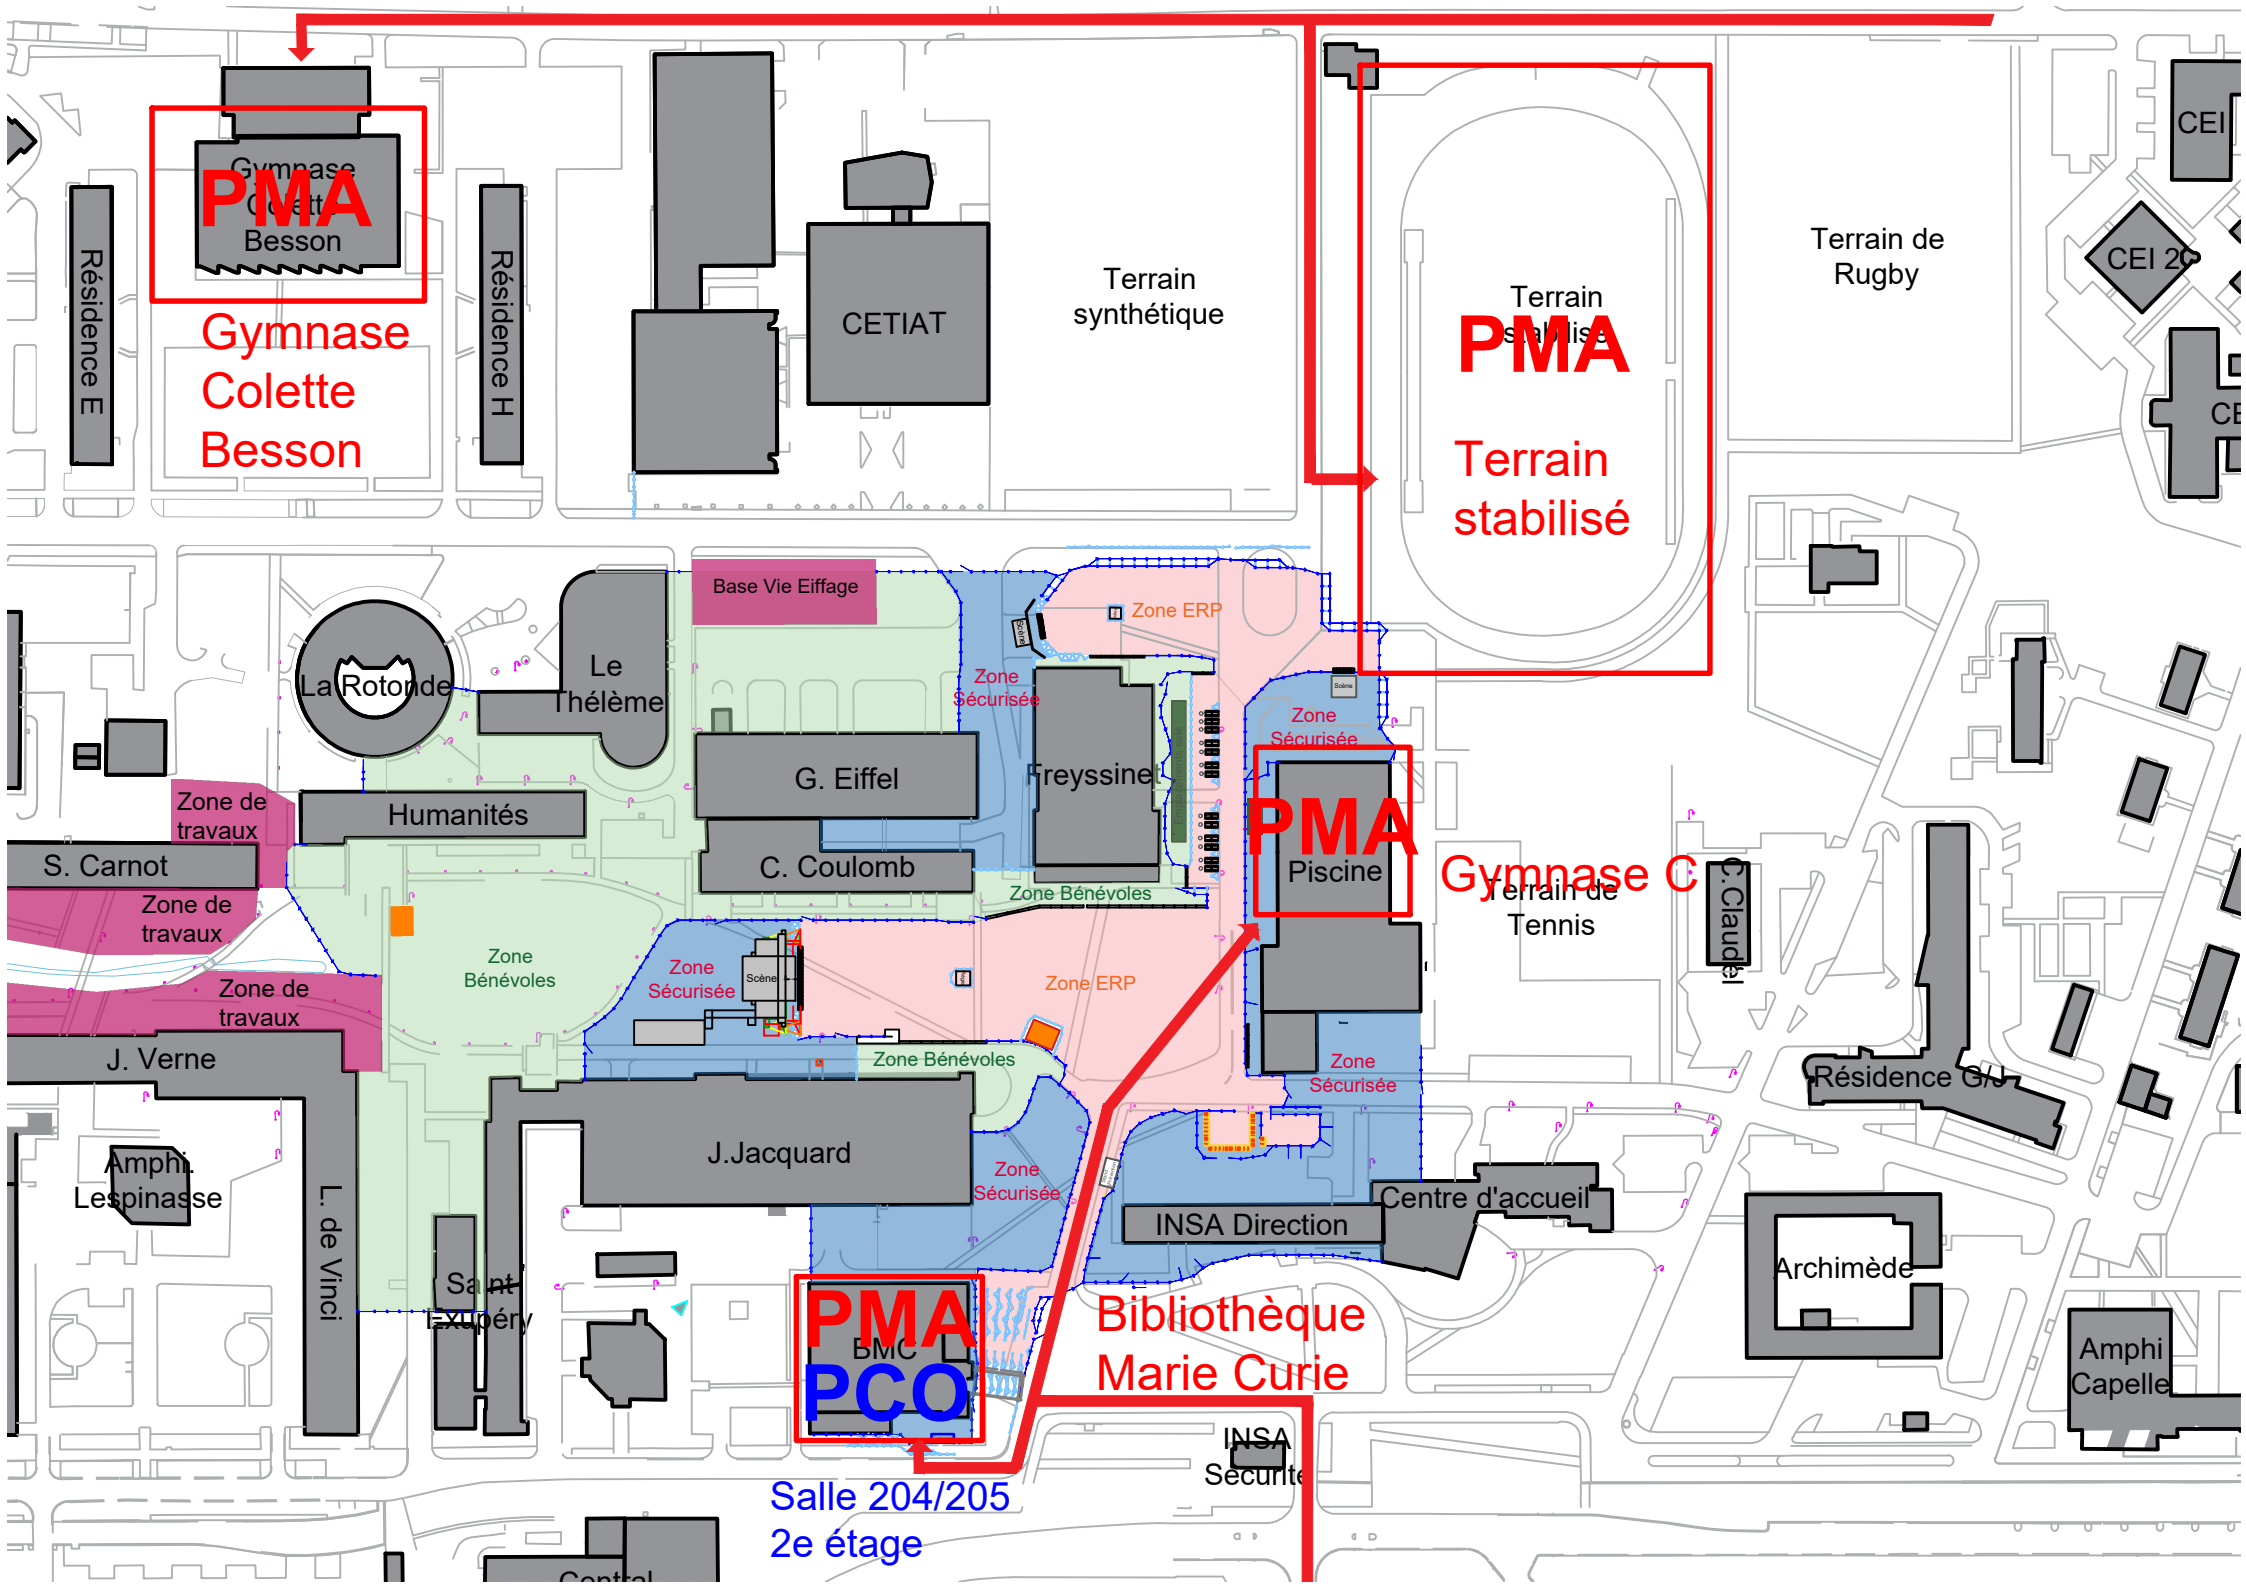 CEI
Gymnase
Colette
Besson
PMA
Résidence E
Résidence H
Gymnase
Colette
Besson
CETIAT
Terrain
synthétique
Terrain
stabilisé
PMA
Terrain
stabilisé
Terrain de
Rugby
CEI 2
CE
Base Vie Eiffage
Zone ERP
Scène
La Rotonde
Le
Thélème
Zone
Sécurisée
Scène
Zone
Sécurisée
G. Eiffel
Freyssinet
Humanités
Zone de
travaux
S. Carnot
C. Coulomb
Zone Bénévoles
PMA
Piscine
Gymnase C
Terrain de
Tennis
C.Claudel
Zone de
travaux
Zone
Bénévoles
Zone
Sécurisée
Scène
Zone ERP
Zone de
travaux
J. Verne
Zone Bénévoles
Zone
Sécurisée
Résidence G/J
J.Jacquard
Zone
Sécurisée
Amphi.
Lespinasse
L. de Vinci
INSA Direction
Centre d'accueil
Saint
Exupéry
Archimède
PMA
BMC
PCO
Bibliothèque
Marie Curie
Amphi
Capelle
INSA
Sécurité
Salle 204/205
2e étage
Central